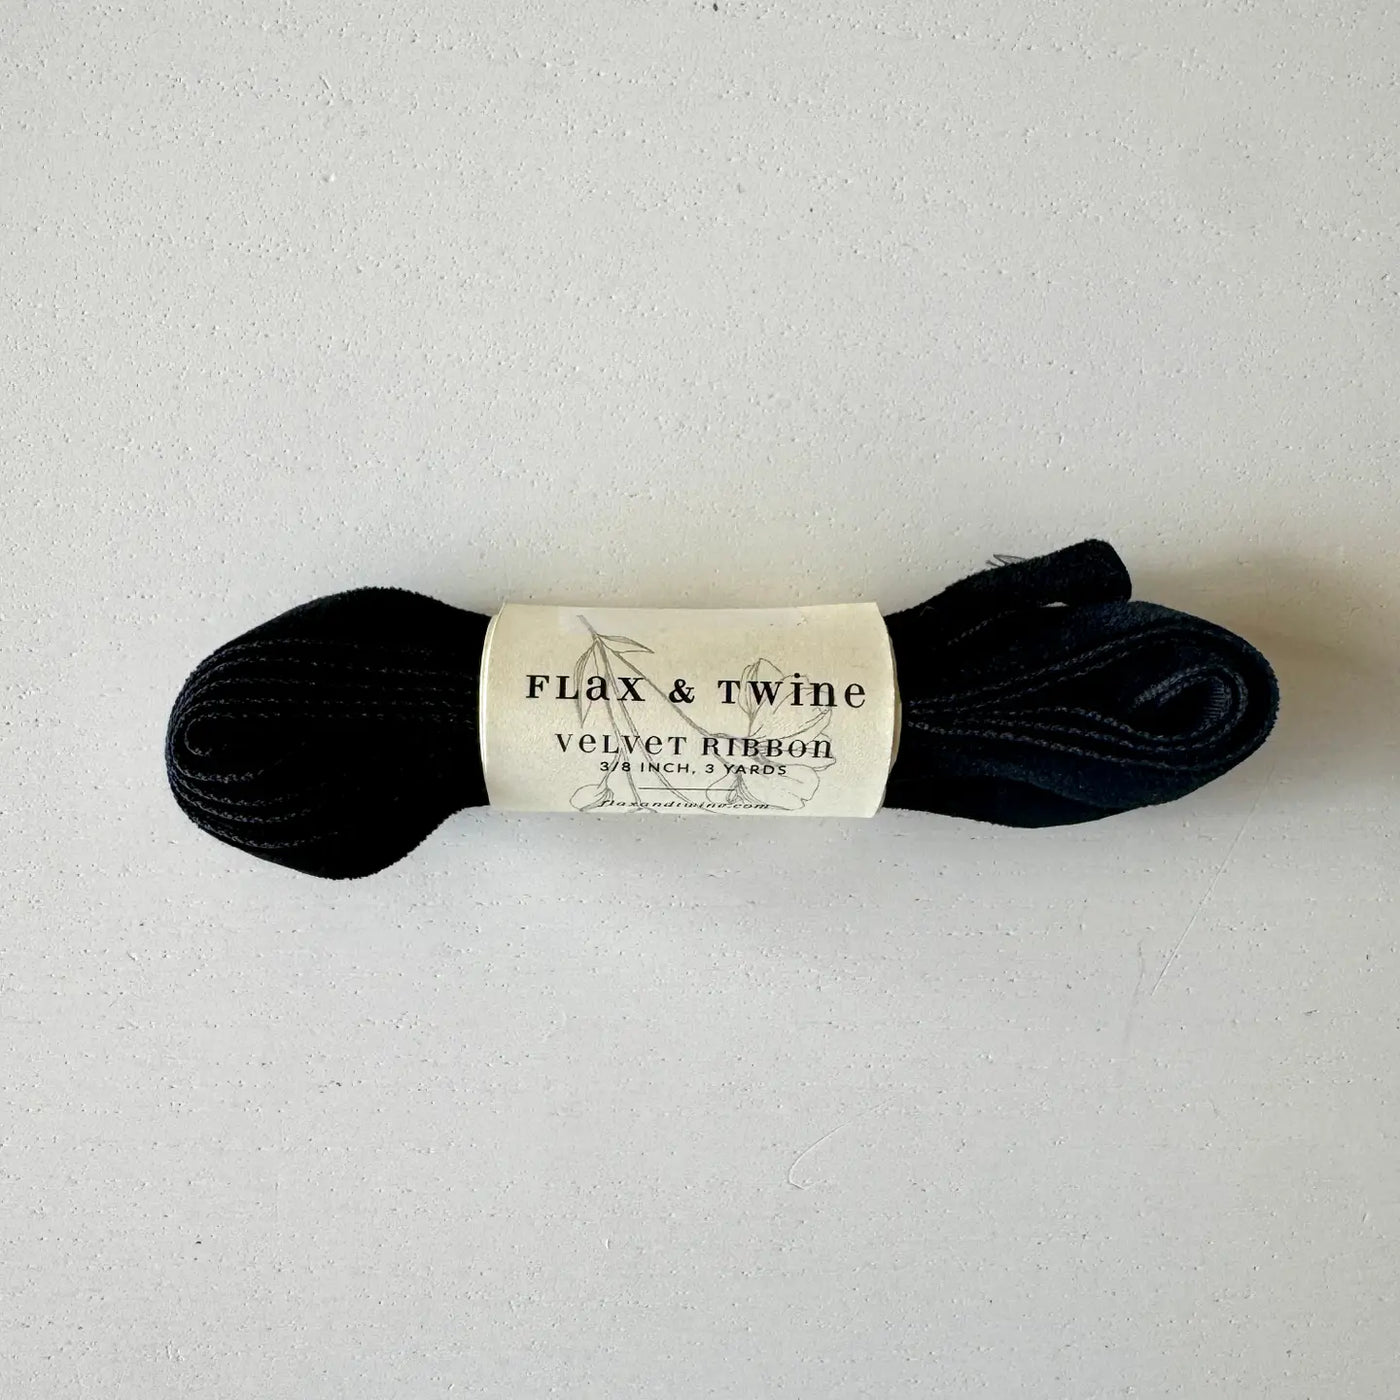 FLax & Twine
VeLVeT RIBBon
3/8 INCH, 3 YARDS
flaxandtwine.com